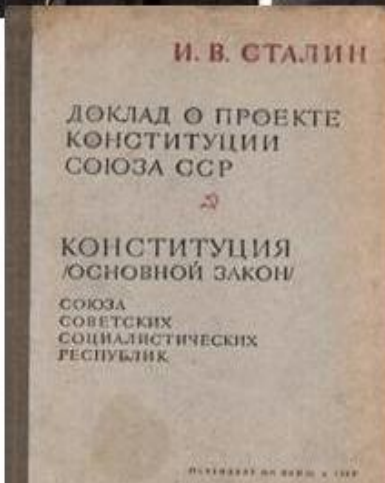 И. В. СТАЛИН
ДОКЛАД О ПРОЕКТЕ
КОНСТИТУЦИИ
СОЮЗА ССР
КОНСТИТУЦИЯ
/ОСНОВНОЙ ЗАКОН/
СОЮЗА
СОВЕТСКИХ
СОЦИАЛИСТИЧЕСКИХ
РЕСПУБЛИК